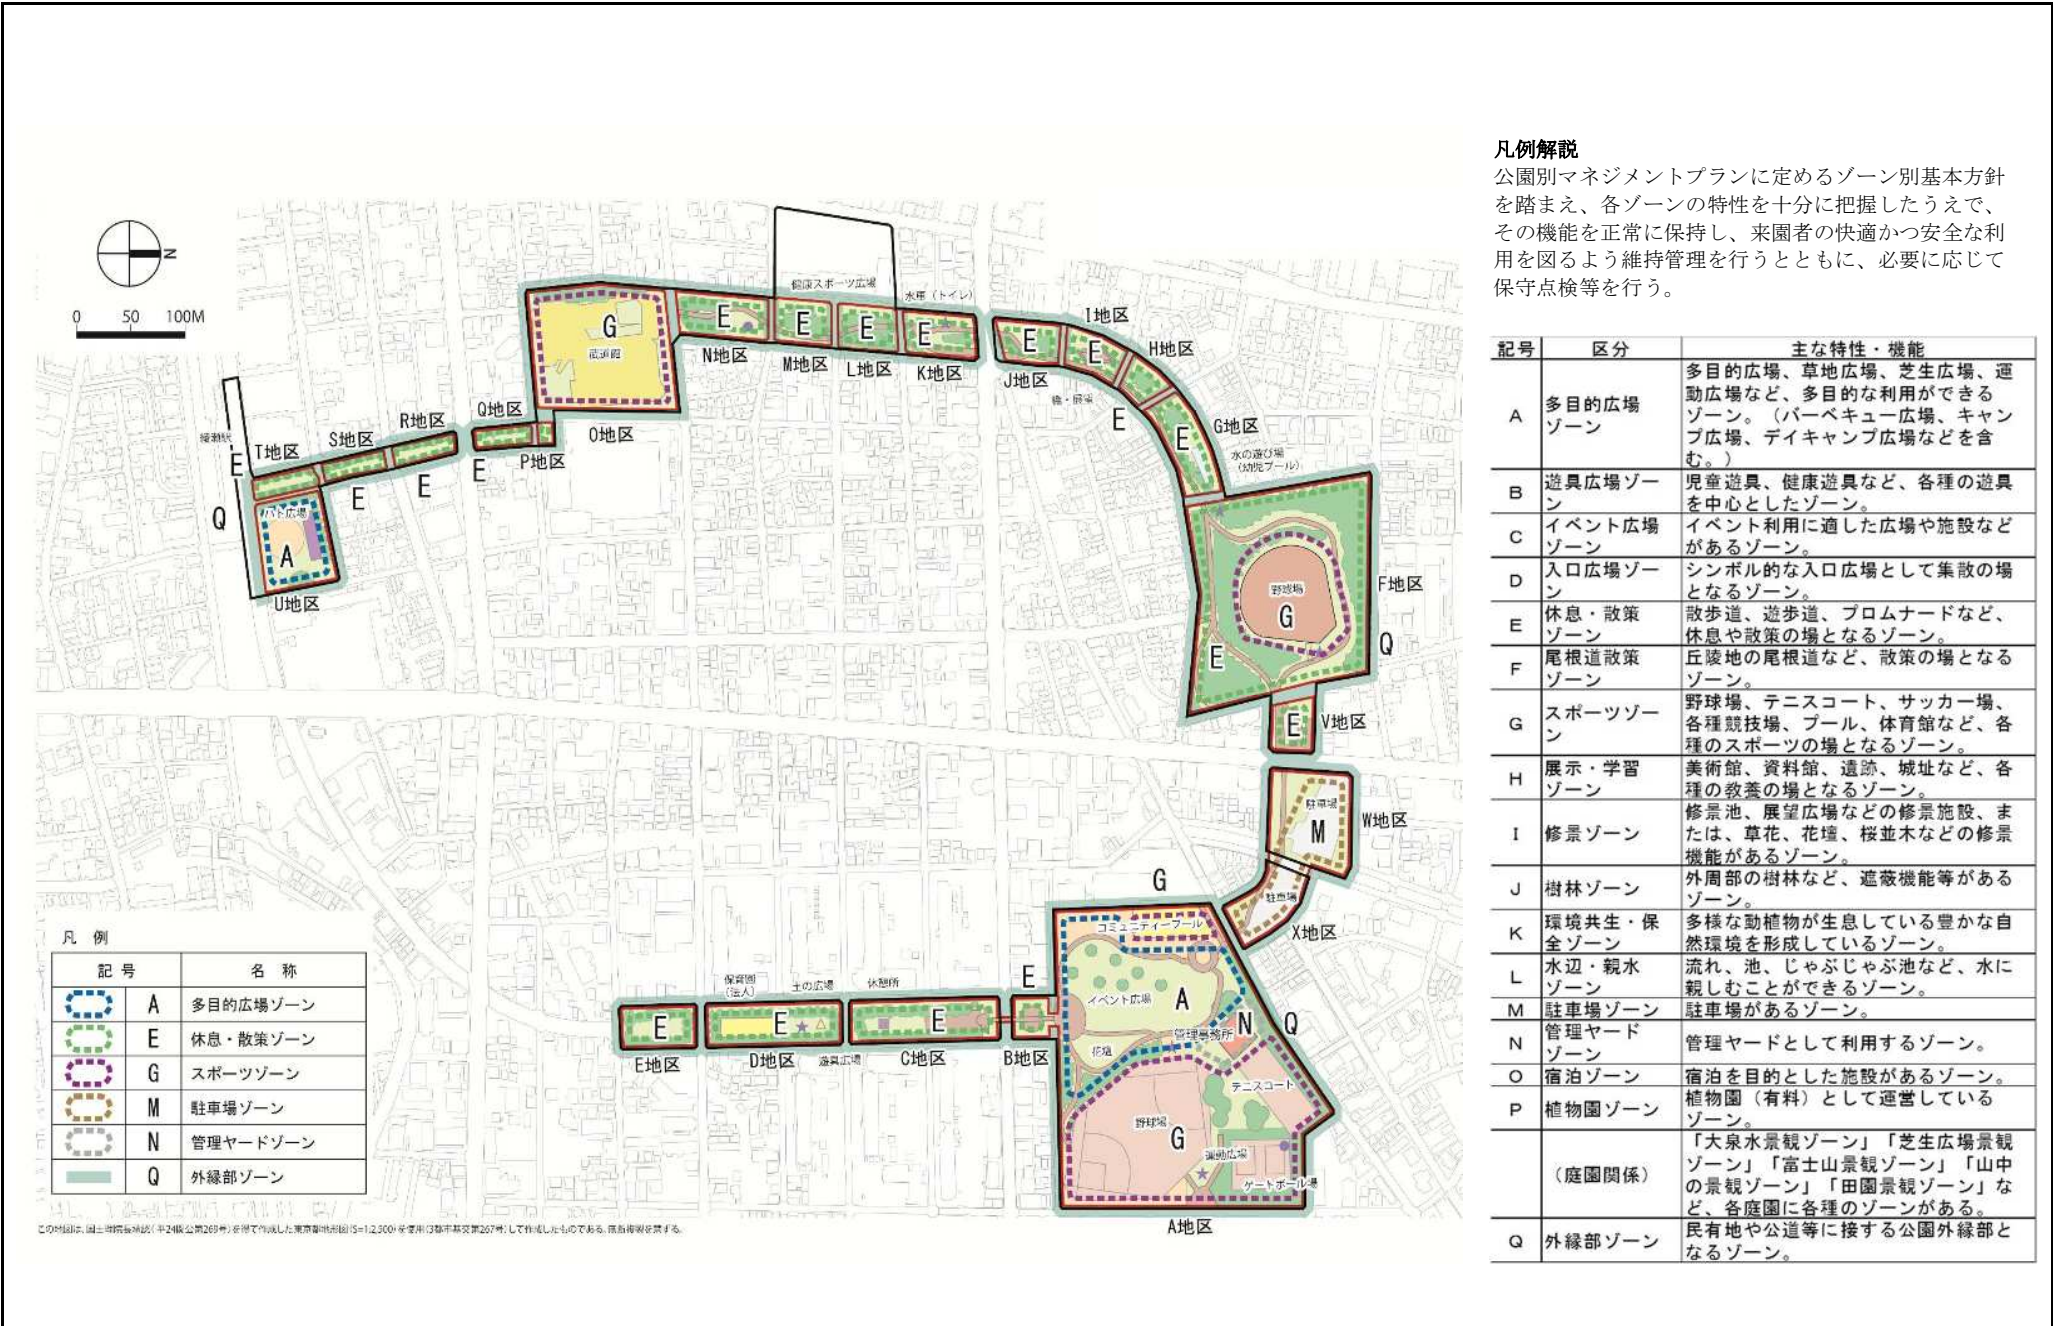 凡例解説
公園別マネジメントプランに定めるゾーン別基本方針
を踏まえ、各ゾーンの特性を十分に把握したうえで、
その機能を正常に保持し、来園者の快適かつ安全な利
用を図るよう維持管理を行うとともに、必要に応じて
保守点検等を行う。
記号 区分 主な特性・機能
A 多目的広場ゾーン 多目的広場、草地広場、芝生広場、運
動広場など、多目的な利用ができる
ゾーン。（バーベキュー広場、キャン
プ広場、デイキャンプ広場などを含
む。）
B 遊具広場ゾーン 児童遊具、健康遊具など、各種の遊具
を中心としたゾーン。
C イベント広場ゾーン イベント利用に適した広場や施設など
があるゾーン。
D 入口広場ゾーン シンボル的な入口広場として集散の場
となるゾーン。
E 休息・散策ゾーン 散歩道、遊歩道、プロムナードなど、
休息や散策の場となるゾーン。
F 尾根道散策ゾーン 丘陵地の尾根道など、散策の場となる
ゾーン。
G スポーツゾーン 野球場、テニスコート、サッカー場、
各種競技場、プール、体育館など、各
種のスポーツの場となるゾーン。
H 展示・学習ゾーン 美術館、資料館、遺跡、城址など、各
種の教養の場となるゾーン。
I 修景ゾーン 修景池、展望広場などの修景施設、ま
たは、草花、花壇、桜並木などの修景
機能があるゾーン。
J 樹林ゾーン 外周部の樹林など、遮蔽機能等がある
ゾーン。
K 環境共生・保全ゾーン 多様な動植物が生息している豊かな自
然環境を形成しているゾーン。
L 水辺・親水ゾーン 流れ、池、じゃぶじゃぶ池など、水に
親しむことができるゾーン。
M 駐車場ゾーン 駐車場があるゾーン。
N 管理ヤードゾーン 管理ヤードとして利用するゾーン。
O 宿泊ゾーン 宿泊を目的とした施設があるゾーン。
P 植物園ゾーン 植物園（有料）として運営している
ゾーン。
（庭園関係） 「大泉水景観ゾーン」「芝生広場景観
ゾーン」「富士山景観ゾーン」「山中
の景観ゾーン」「田園景観ゾーン」な
ど、各庭園に各種のゾーンがある。
Q 外縁部ゾーン 民有地や公道等に接する公園外縁部と
なるゾーン。
N
0 50 100M
綾瀬駅
E
T地区
S地区
R地区
Q地区
P地区
O地区
E
E
E
Q
ハト広場
A
U地区
G
武道館
E
N地区
健康スポーツ広場
E
M地区
E
L地区
水車（トイレ）
E
K地区
E
J地区
I地区
E
H地区
E
E
G地区
水の遊び場
（幼児プール）
野球場
G
F地区
E
Q
E
V地区
駐車場
M
W地区
駐車場
X地区
G
コミュニティープール
イベント広場
A
管理事務所
N
Q
花壇
テニスコート
野球場
G
運動広場
ゲートボール場
A地区
E
B地区
休憩所
E
C地区
保育園
（法人）
土の広場
E
D地区
遊具広場
E
E地区
凡 例
記 号 名 称
A 多目的広場ゾーン
E 休息・散策ゾーン
G スポーツゾーン
M 駐車場ゾーン
N 管理ヤードゾーン
Q 外縁部ゾーン